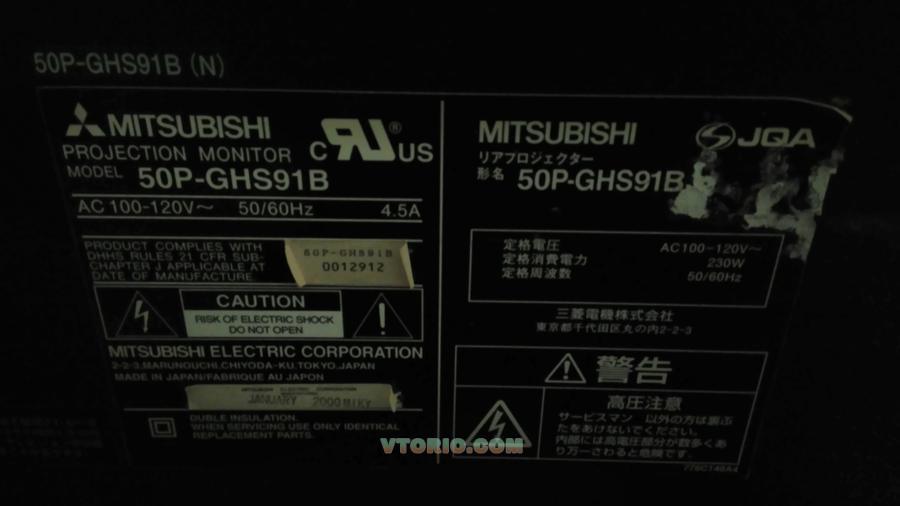 50P-GHS91B (N)
MITSUBISHI
PROJECTION MONITOR
MODEL 50P-GHS91B
C RU ® US
AC 100-120V～ 50/60Hz 4.5A
PRODUCT COMPLIES WITH
DHHS RULES 21 CFR SUB-
CHAPTER J APPLICABLE AT
DATE OF MANUFACTURE
50P-GHS91B
0012912
CAUTION
RISK OF ELECTRIC SHOCK
DO NOT OPEN
MITSUBISHI ELECTRIC CORPORATION
2-2-3, MARUNOUCHI, CHIYODA-KU, TOKYO, JAPAN
MADE IN JAPAN/FABRIQUE AU JAPON
MITSUBISHI ELECTRIC CORPORATION
JANUARY 2000
DUBLE INSULATION.
WHEN SERVICING USE ONLY IDENTICAL
REPLACEMENT PARTS.
MITSUBISHI
JQA
リアプロジェクター
形名 50P-GHS91B
定格電圧 AC100-120V～
定格消費電力 230W
定格周波数 50/60Hz
三菱電機株式会社
東京都千代田区丸の内2-2-3
警告
高圧注意
サービスマン 以外の方は裏ぶ
たをあけないでください。
内部には高電圧部分が数多くあ
り万一さわると危険です。
776C148A4
VTORIO.COM